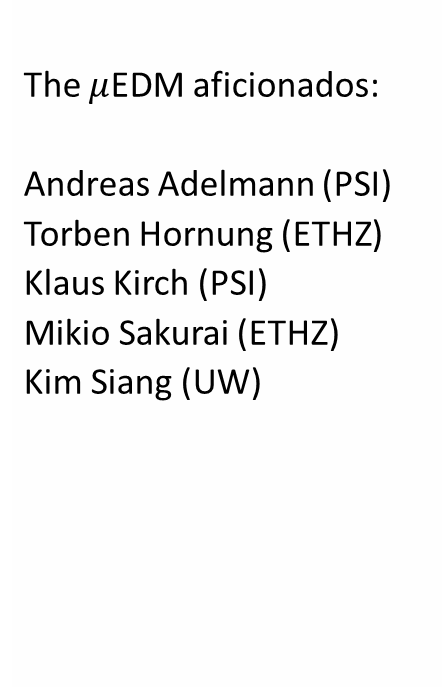 The 𝜇EDM aficionados:
Andreas Adelmann (PSI)
Torben Hornung (ETHZ)
Klaus Kirch (PSI)
Mikio Sakurai (ETHZ)
Kim Siang (UW)